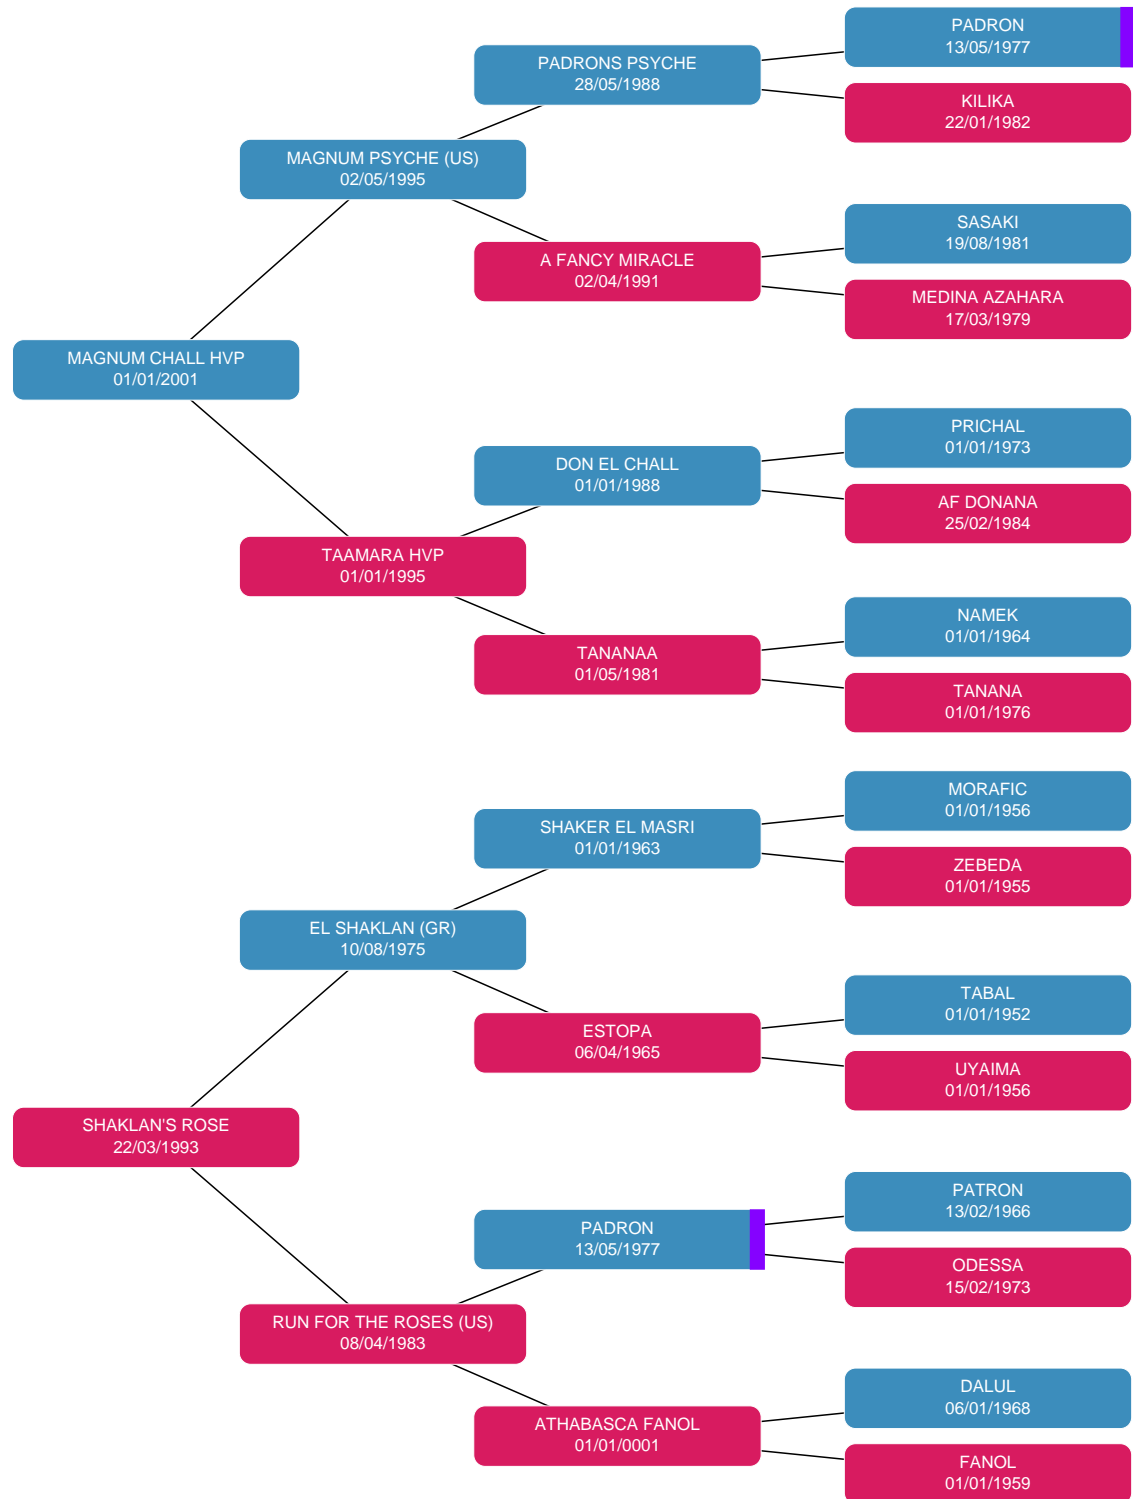 PADRON
13/05/1977
PADRONS PSYCHE
28/05/1988
KILIKA
22/01/1982
MAGNUM PSYCHE (US)
02/05/1995
SASAKI
19/08/1981
A FANCY MIRACLE
02/04/1991
MEDINA AZAHARA
17/03/1979
MAGNUM CHALL HVP
01/01/2001
PRICHAL
01/01/1973
DON EL CHALL
01/01/1988
AF DONANA
25/02/1984
TAAMARA HVP
01/01/1995
NAMEK
01/01/1964
TANANAA
01/05/1981
TANANA
01/01/1976
MORAFIC
01/01/1956
SHAKER EL MASRI
01/01/1963
ZEBEDA
01/01/1955
EL SHAKLAN (GR)
10/08/1975
TABAL
01/01/1952
ESTOPA
06/04/1965
UYAIMA
01/01/1956
SHAKLAN'S ROSE
22/03/1993
PATRON
13/02/1966
PADRON
13/05/1977
ODESSA
15/02/1973
RUN FOR THE ROSES (US)
08/04/1983
DALUL
06/01/1968
ATHABASCA FANOL
01/01/0001
FANOL
01/01/1959